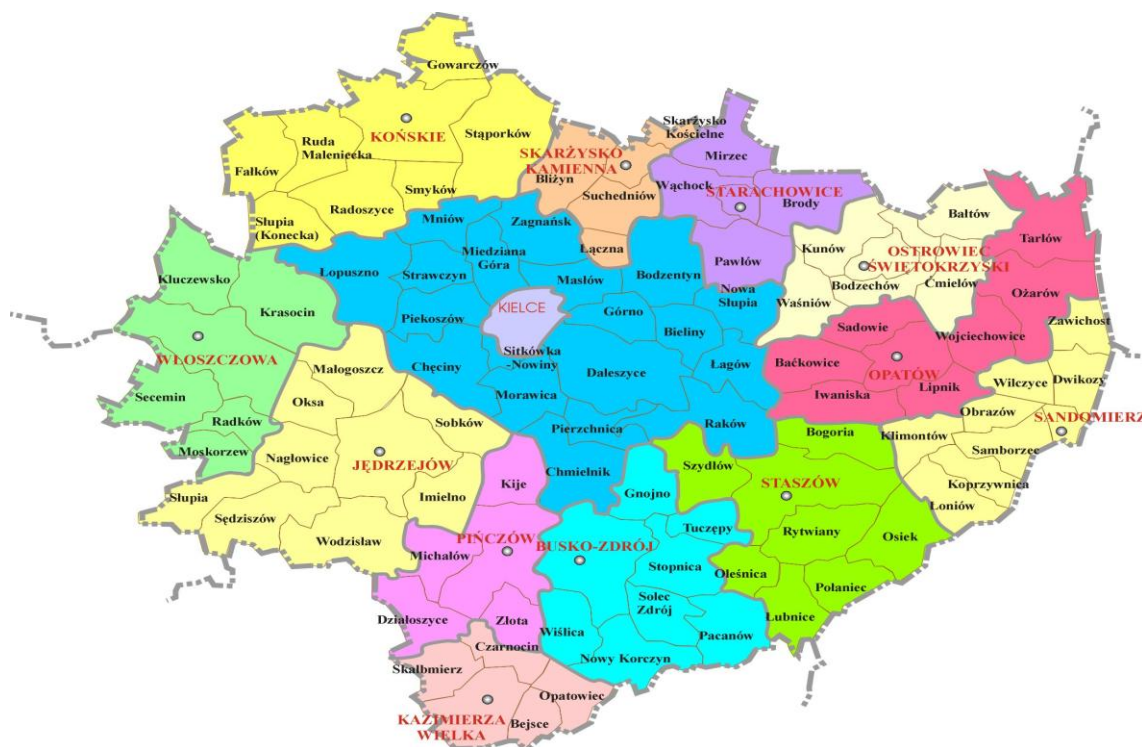 Gowarczów
KOŃSKIE
Stąporków
Ruda
Maleniecka
Fałków
Smyków
Radoszyce
Słupia
(Konecka)
Skarżysko
Kościelne
SKARŻYSKO
KAMIENNA
Bliżyn
Suchedniów
Łączna
Mirzec
Wąchock
STARACHOWICE
Brody
Pawłów
Bałtów
Kunów
OSTROWIEC
ŚWIĘTOKRZYSKI
Bodzechów
Ćmielów
Waśniów
Tarłów
Ożarów
Sadowie
Wojciechowice
Baćkowice
OPATÓW
Iwaniska
Lipnik
Zawichost
Wilczyce
Dwikozy
Obrazów
SANDOMIERZ
Klimontów
Samborzec
Koprzywnica
Łoniów
Mniów
Zagnańsk
Miedziana
Góra
Łopuszno
Strawczyn
Masłów
Bodzentyn
Nowa
Słupia
KIELCE
Górno
Piekoszów
Bieliny
Sitkówka
-Nowiny
Chęciny
Daleszyce
Łagów
Morawica
Pierzchnica
Raków
Chmielnik
Kluczewsko
Krasocin
WŁOSZCZOWA
Secemin
Radków
Moskorzew
Małogoszcz
Oksa
Sobków
Nagłowice
JĘDRZEJÓW
Imielno
Słupia
Sędziszów
Wodzisław
Kije
PIŃCZÓW
Michałów
Działoszyce
Złota
Gnojno
BUSKO-ZDRÓJ
Tuczępy
Stopnica
Solec
Zdrój
Wiślica
Pacanów
Nowy Korczyn
Bogoria
Szydłów
STASZÓW
Rytwiany
Osiek
Oleśnica
Połaniec
Łubnice
Czarnocin
Skalbmierz
Opatowiec
KAZIMIERZA
WIELKA
Bejsce